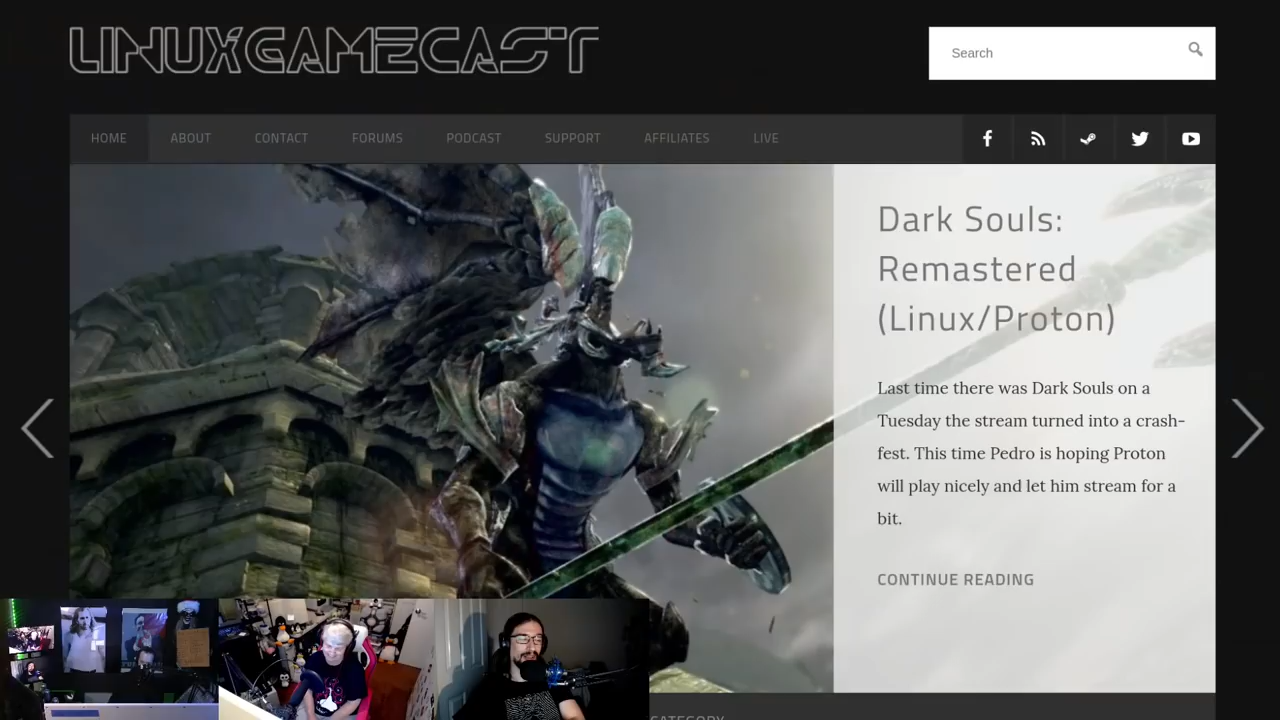 LINUXGAMECAST
Search
HOME ABOUT CONTACT FORUMS PODCAST SUPPORT AFFILIATES LIVE
Dark Souls:
Remastered
(Linux/Proton)
Last time there was Dark Souls on a
Tuesday the stream turned into a crash-
fest. This time Pedro is hoping Proton
will play nicely and let him stream for a
bit.
CONTINUE READING
CATEGORY